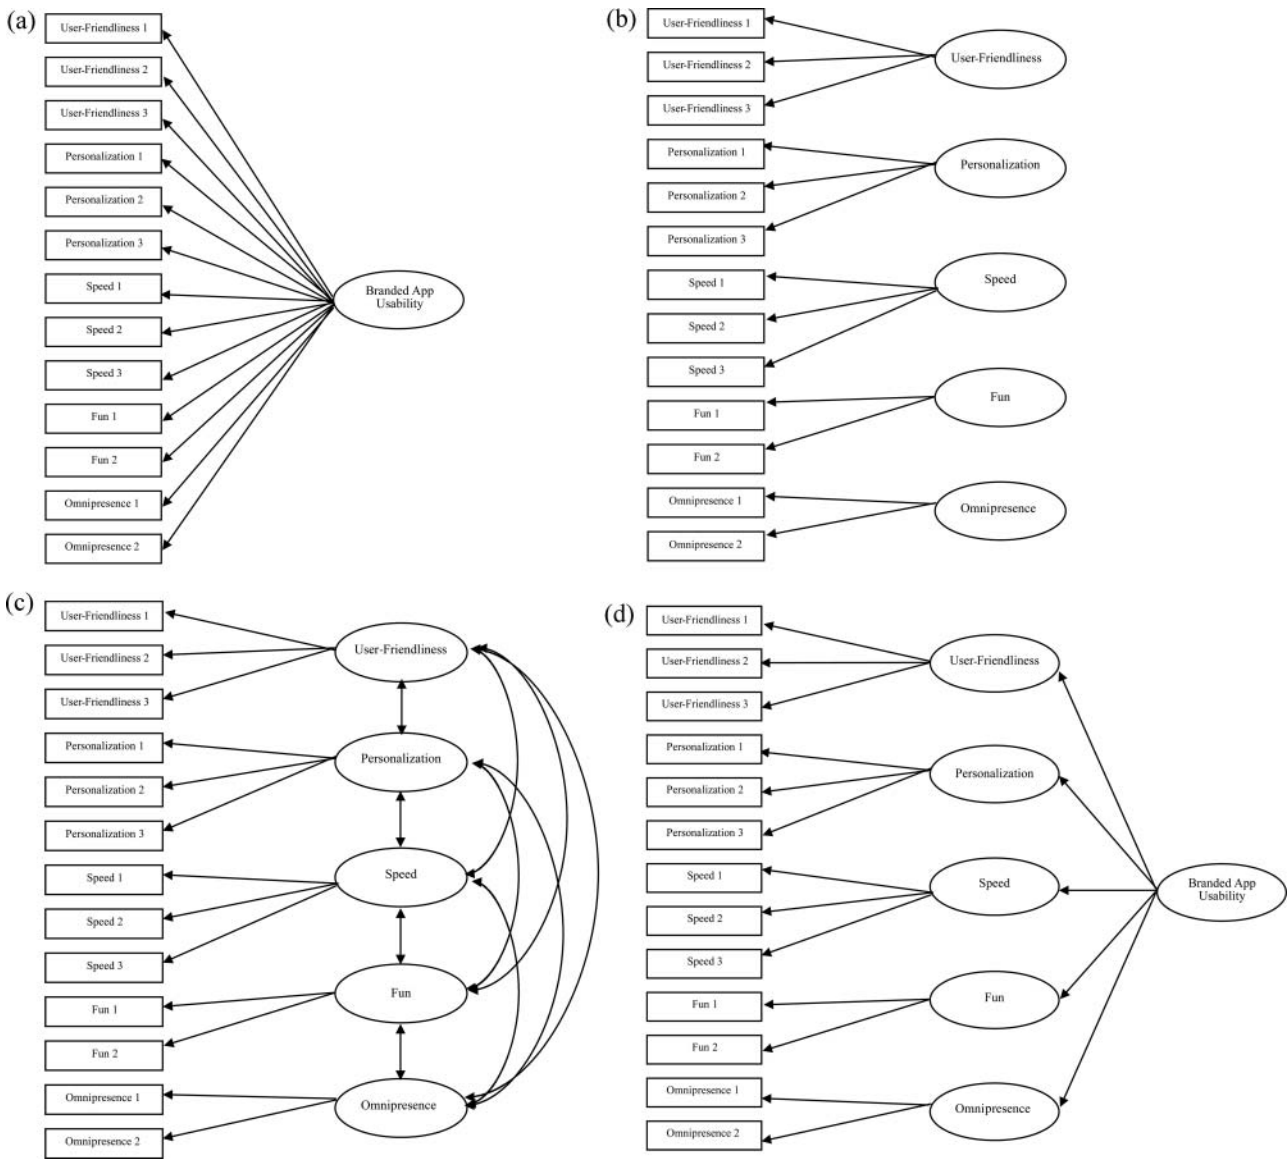 (a)
User-Friendliness 1
User-Friendliness 2
User-Friendliness 3
Personalization 1
Personalization 2
Personalization 3
Speed 1
Speed 2
Speed 3
Fun 1
Fun 2
Omnipresence 1
Omnipresence 2
Branded App
Usability
(b)
User-Friendliness 1
User-Friendliness 2
User-Friendliness 3
Personalization 1
Personalization 2
Personalization 3
Speed 1
Speed 2
Speed 3
Fun 1
Fun 2
Omnipresence 1
Omnipresence 2
User-Friendliness
Personalization
Speed
Fun
Omnipresence
(c)
User-Friendliness 1
User-Friendliness 2
User-Friendliness 3
Personalization 1
Personalization 2
Personalization 3
Speed 1
Speed 2
Speed 3
Fun 1
Fun 2
Omnipresence 1
Omnipresence 2
User-Friendliness
Personalization
Speed
Fun
Omnipresence
(d)
User-Friendliness 1
User-Friendliness 2
User-Friendliness 3
Personalization 1
Personalization 2
Personalization 3
Speed 1
Speed 2
Speed 3
Fun 1
Fun 2
Omnipresence 1
Omnipresence 2
User-Friendliness
Personalization
Speed
Fun
Omnipresence
Branded App
Usability